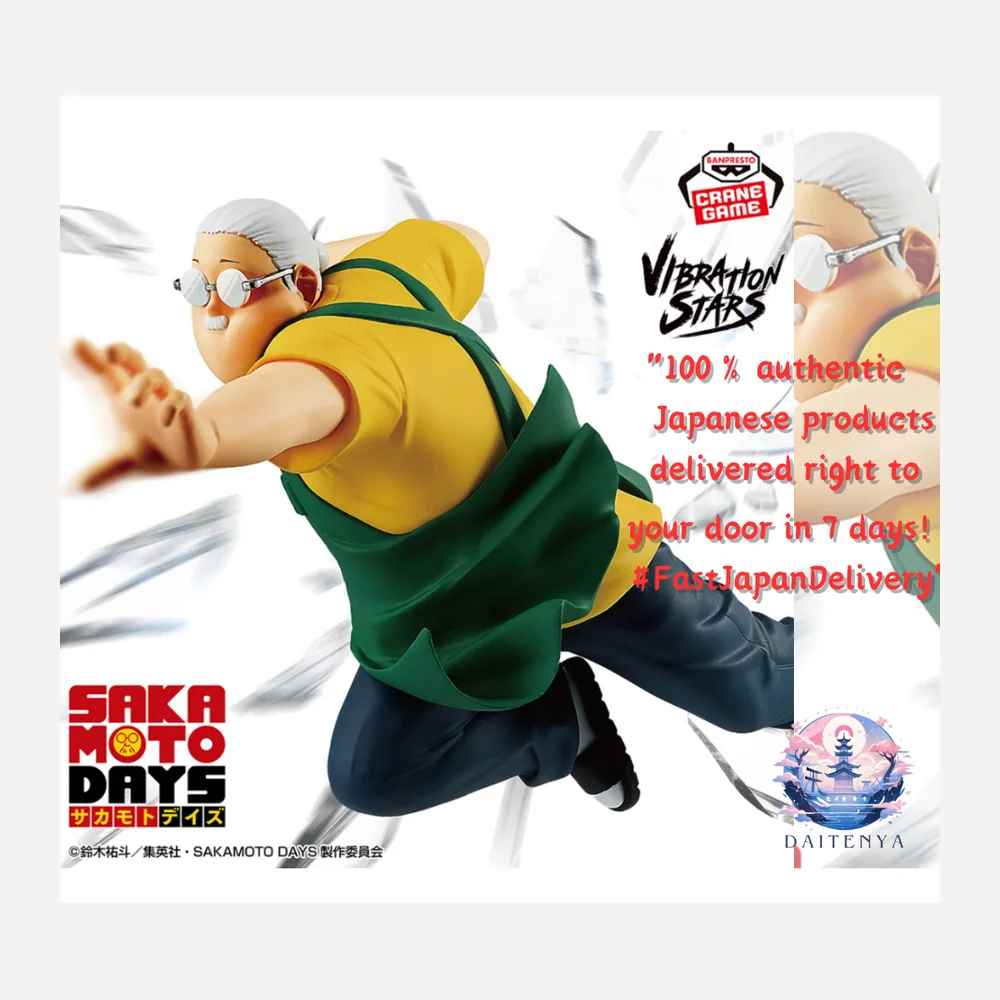 BANPRESTO
CRANE
GAME
VIBRATION
STARS
"100 % authentic
Japanese products
delivered right to
your door in 7 days!
#FastJapanDelivery"
SAKA
MOTO
DAYS
サカモトデイズ
©鈴木祐斗／集英社・SAKAMOTO DAYS 製作委員会
DAITENYA